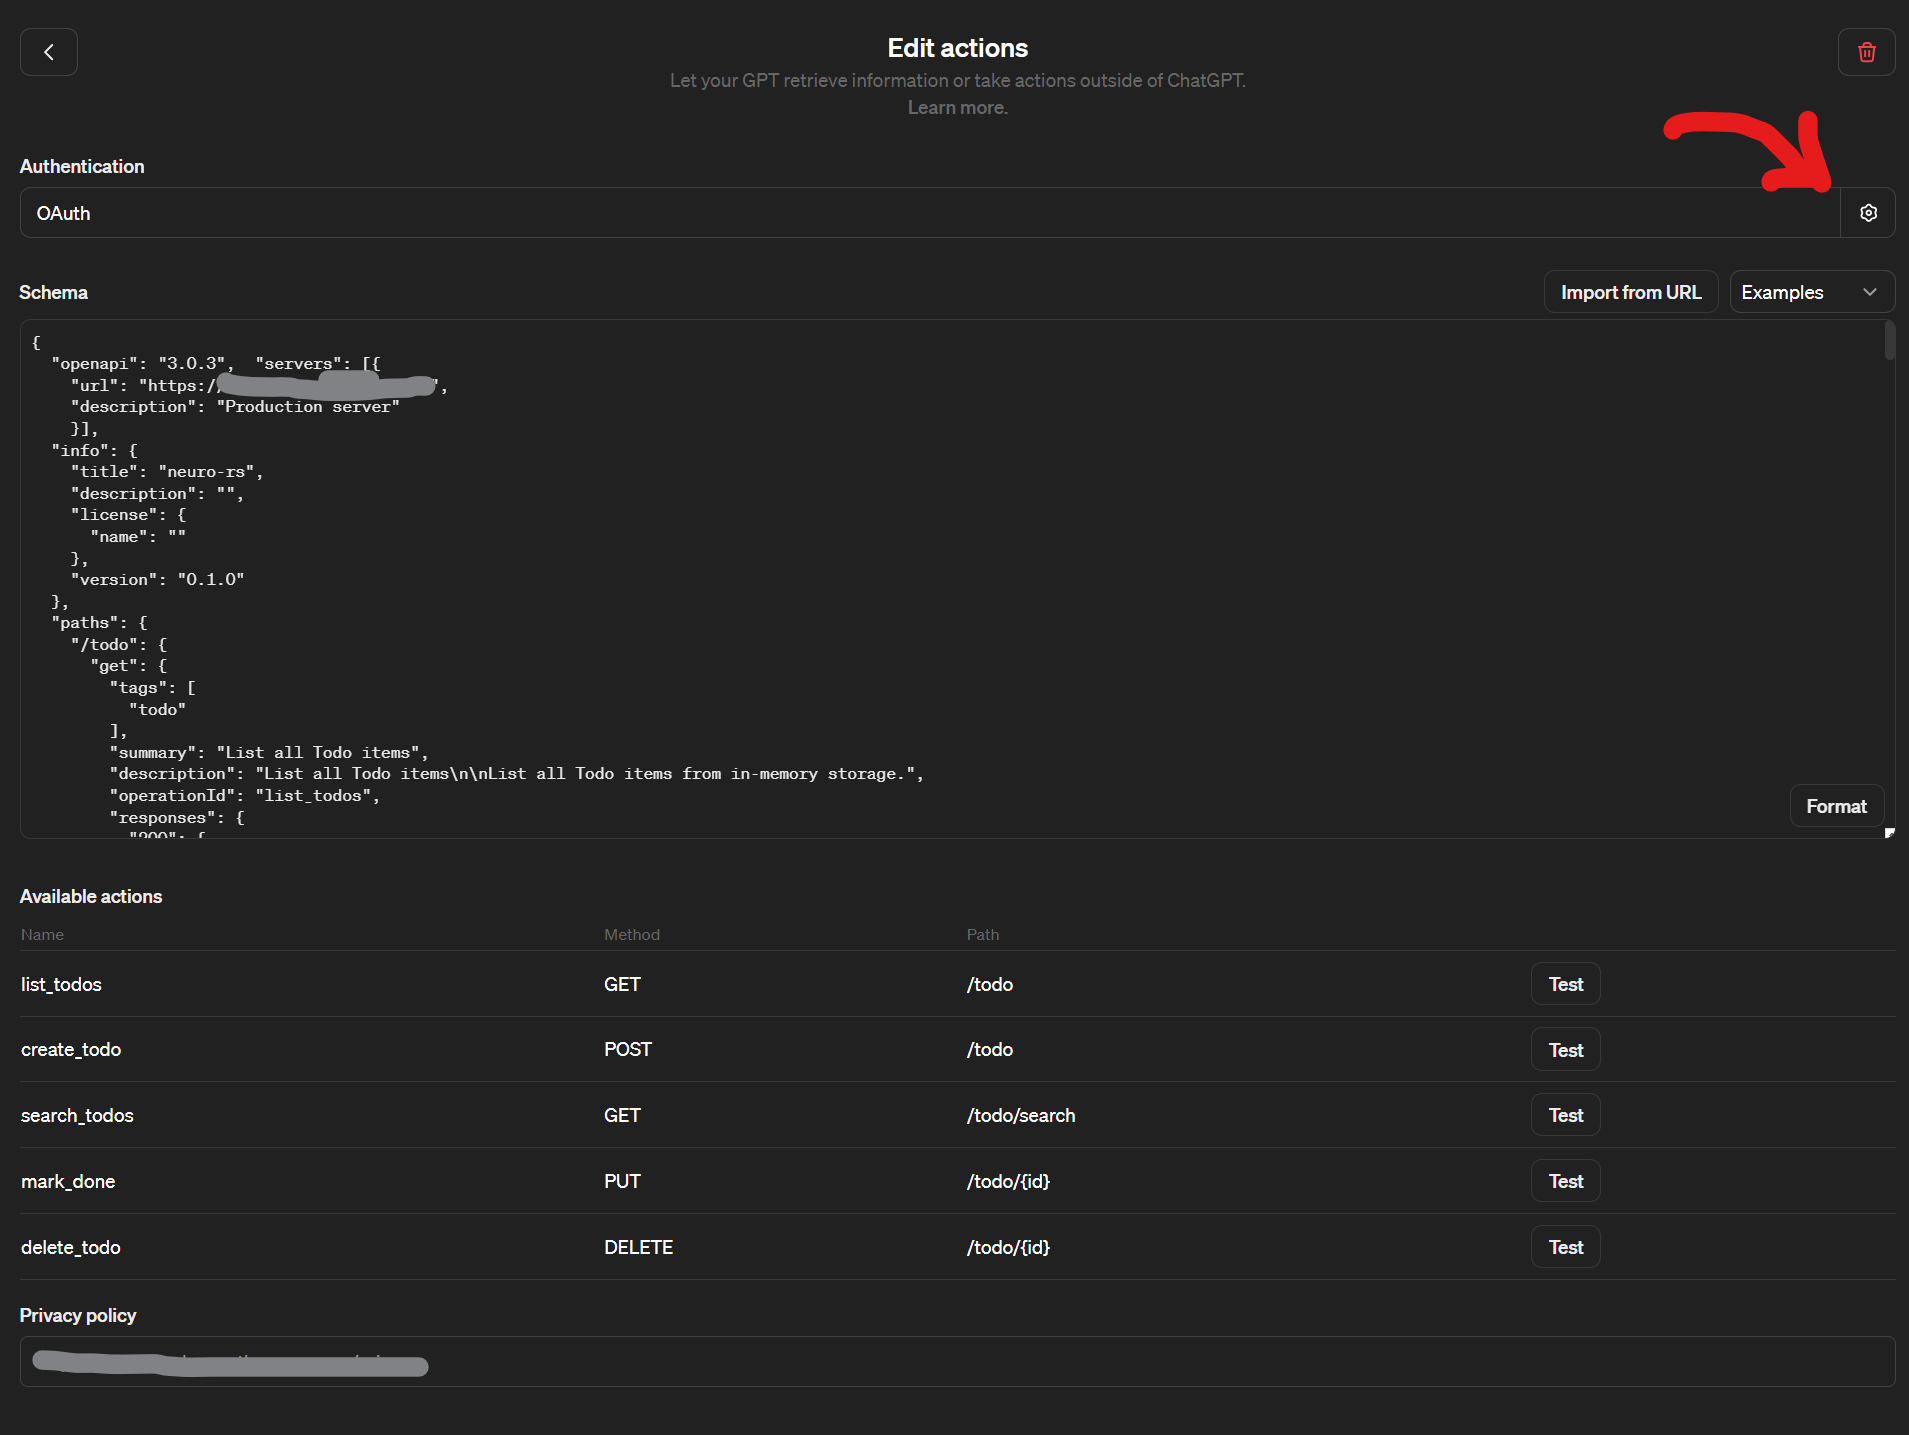 Edit actions
Let your GPT retrieve information or take actions outside of ChatGPT.
Learn more.
Authentication
OAuth
Schema
Import from URL
Examples
{
"openapi": "3.0.3",  "servers": [{
"url": "https:/ ",
"description": "Production server"
}],
"info": {
"title": "neuro-rs",
"description": "",
"license": {
"name": ""
},
"version": "0.1.0"
},
"paths": {
"/todo": {
"get": {
"tags": [
"todo"
],
"summary": "List all Todo items",
"description": "List all Todo items\n\nList all Todo items from in-memory storage.",
"operationId": "list_todos",
"responses": {
"200": {
Format
Available actions
Name Method Path
list_todos GET /todo Test
create_todo POST /todo Test
search_todos GET /todo/search Test
mark_done PUT /todo/{id} Test
delete_todo DELETE /todo/{id} Test
Privacy policy